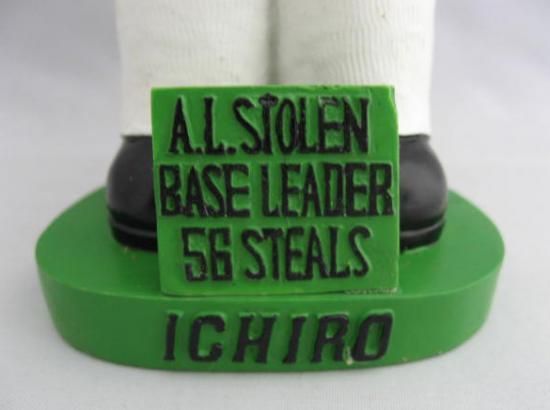 A.L. STOLEN
BASE LEADER
56 STEALS
ICHIRO